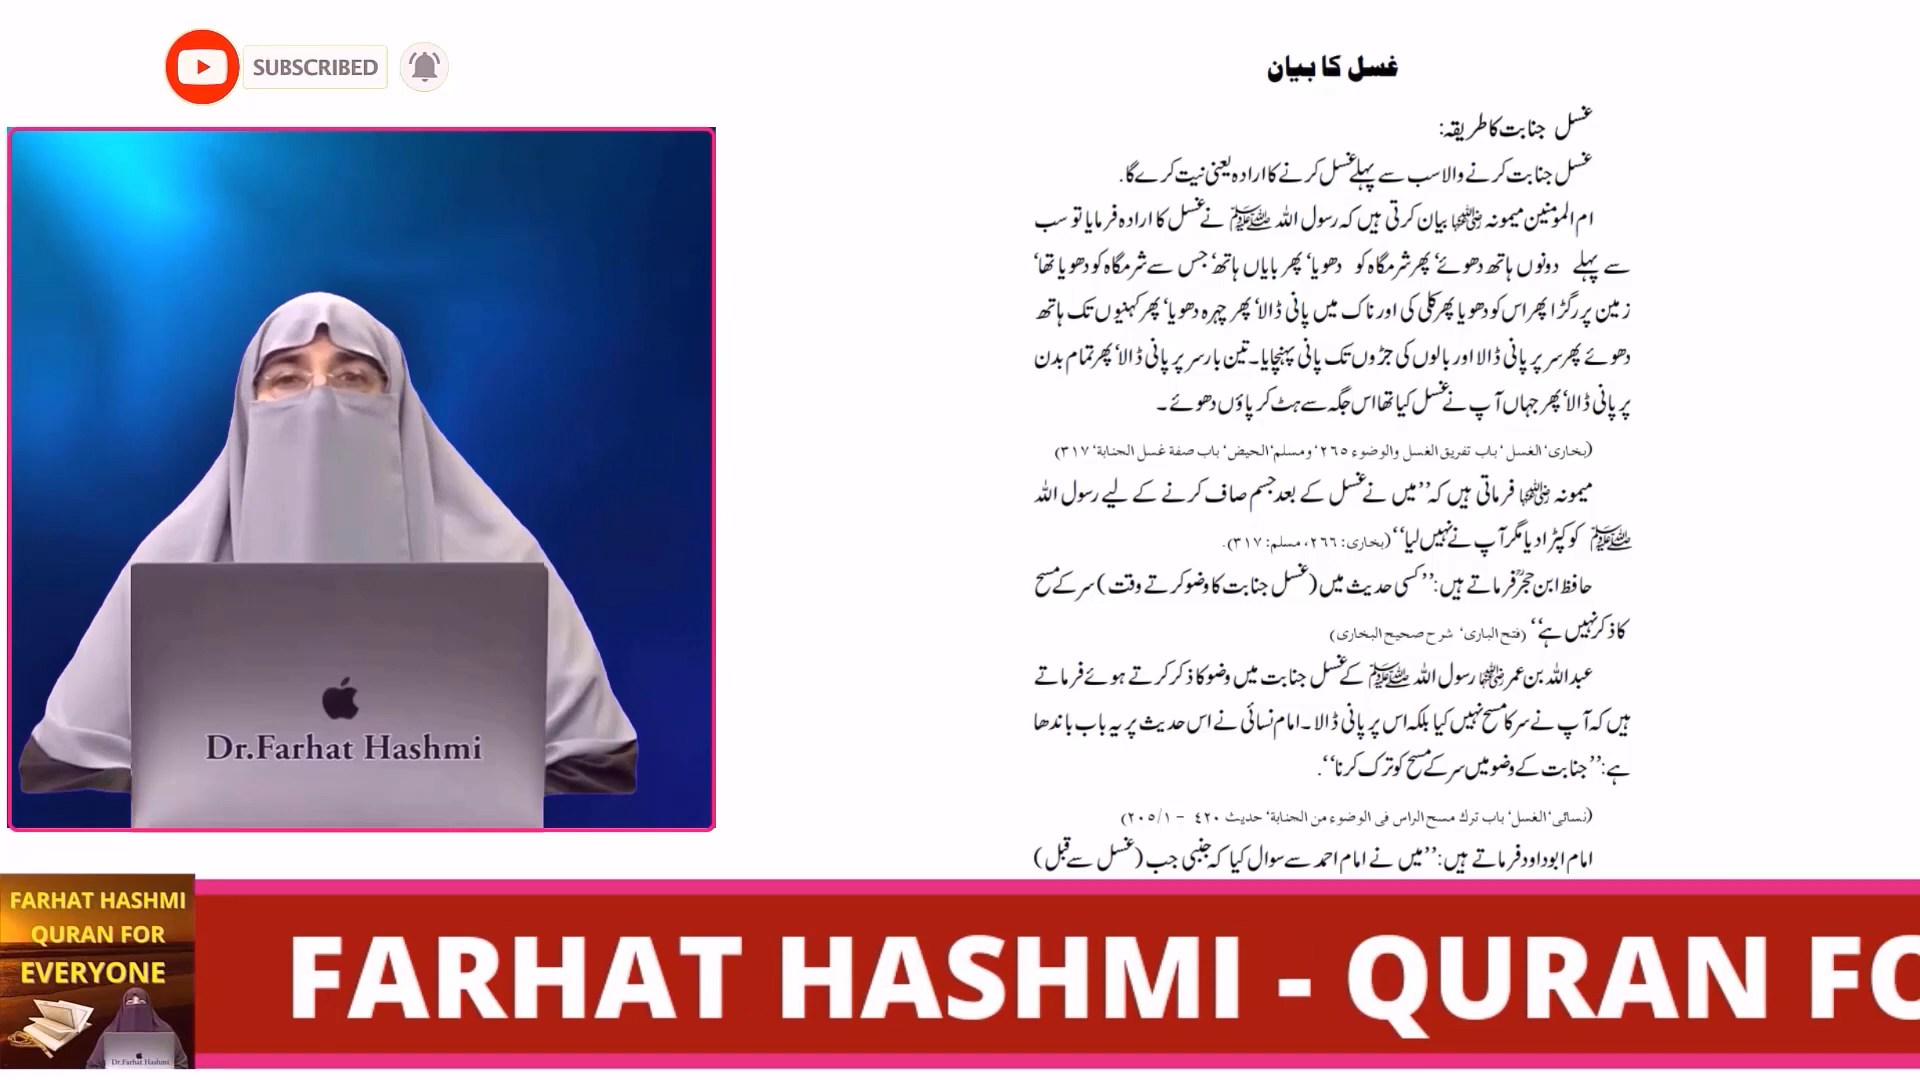 SUBSCRIBED
غسل کا بیان
غسل جنابت کا طریقہ:
غسل جنابت کرنے والا سب سے پہلے غسل کرنے کا ارادہ یعنی نیت کرے گا.
ام المومنین میمونہ رضی اللہ عنہا بیان کرتی ہیں کہ رسول اللہ ﷺ نے غسل کا ارادہ فرمایا تو سب
سے پہلے دونوں ہاتھ دھوئے‘ پھر شرمگاہ کو دھویا‘ پھر بایاں ہاتھ‘ جس سے شرمگاہ کو دھویا تھا‘
زمین پر رگڑا پھر اس کو دھویا پھر کلی کی اور ناک میں پانی ڈالا‘ پھر چہرہ دھویا‘ پھر کہنیوں تک ہاتھ
دھوئے پھر سر پر پانی ڈالا اور بالوں کی جڑوں تک پانی پہنچایا۔ تین بار سر پر پانی ڈالا‘ پھر تمام بدن
پر پانی ڈالا‘ پھر جہاں آپ نے غسل کیا تھا اس جگہ سے ہٹ کر پاؤں دھوئے ۔
(بخاری‘ الغسل‘ باب تفریق الغسل والوضوء ٢٦٥‘ ومسلم‘ الحیض‘ باب صفة غسل الجنابة‘ ٣١٧)
میمونہ رضی اللہ عنہا فرماتی ہیں کہ ’’میں نے غسل کے بعد جسم صاف کرنے کے لیے رسول اللہ
ﷺ کو کپڑا دیا مگر آپ نے نہیں لیا‘‘ (بخاری: ٢٦٦، مسلم: ٣١٧).
حافظ ابن حجرؒ فرماتے ہیں: ’’کسی حدیث میں (غسل جنابت کا وضو کرتے وقت) سر کے مسح
کا ذکر نہیں ہے‘‘ (فتح الباری‘ شرح صحیح البخاری)
عبداللہ بن عمر رضی اللہ عنہما رسول اللہ ﷺ کے غسل جنابت میں وضو کا ذکر کرتے ہوئے فرماتے
ہیں کہ آپ نے سر کا مسح نہیں کیا بلکہ اس پر پانی ڈالا۔ امام نسائی نے اس حدیث پر یہ باب باندھا
ہے: ’’جنابت کے وضو میں سر کے مسح کو ترک کرنا‘‘.
(نسائی‘ الغسل‘ باب ترك مسح الراس فی الوضوء من الجنابة‘ حدیث ٤٢٠ – ٢٠٥/١)
امام ابوداود فرماتے ہیں: ’’میں نے امام احمد سے سوال کیا کہ جنبی جب (غسل سے قبل)
Dr.Farhat Hashmi
FARHAT HASHMI
QURAN FOR
EVERYONE
Dr.Farhat Hashmi
FARHAT HASHMI - QURAN FO